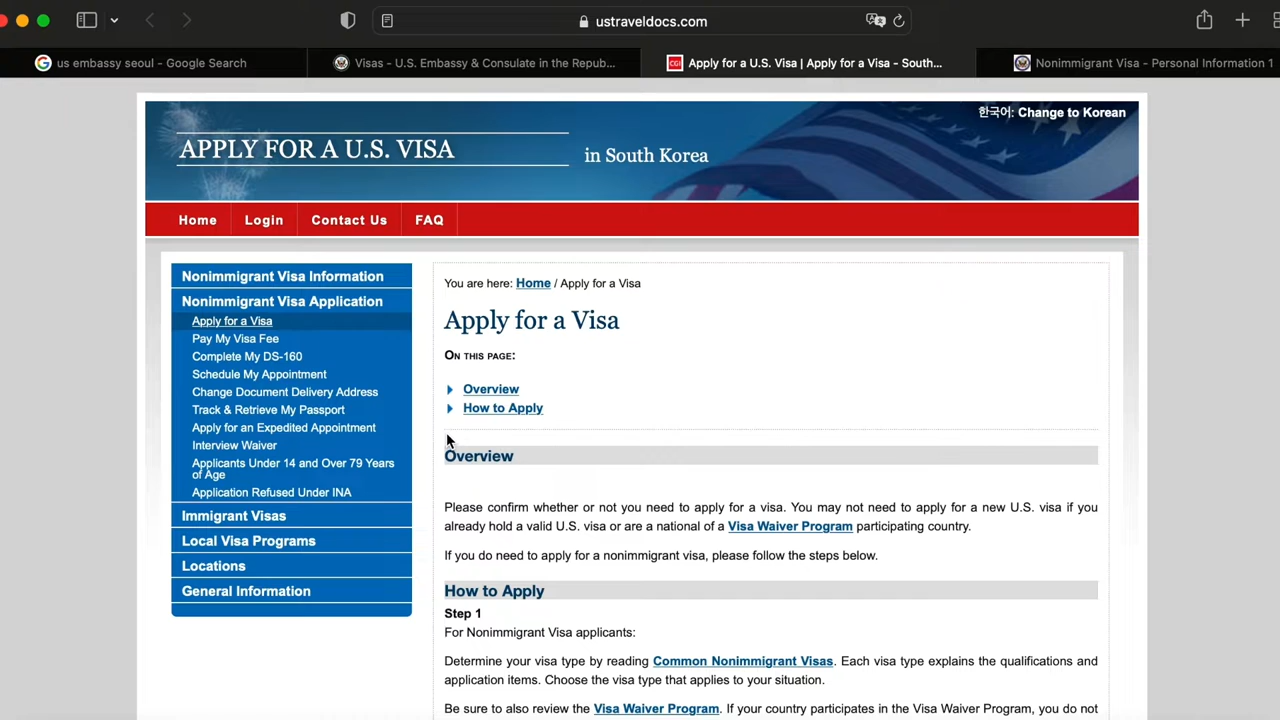 ustraveldocs.com
us embassy seoul - Google Search
Visas - U.S. Embassy & Consulate in the Repub...
CGI
Apply for a U.S. Visa | Apply for a Visa - South...
Nonimmigrant Visa - Personal Information 1
한국어: Change to Korean
APPLY FOR A U.S. VISA
in South Korea
Home
Login
Contact Us
FAQ
Nonimmigrant Visa Information
Nonimmigrant Visa Application
Apply for a Visa
Pay My Visa Fee
Complete My DS-160
Schedule My Appointment
Change Document Delivery Address
Track & Retrieve My Passport
Apply for an Expedited Appointment
Interview Waiver
Applicants Under 14 and Over 79 Years
of Age
Application Refused Under INA
Immigrant Visas
Local Visa Programs
Locations
General Information
You are here: Home / Apply for a Visa
Apply for a Visa
ON THIS PAGE:
Overview
How to Apply
Overview
Please confirm whether or not you need to apply for a visa. You may not need to apply for a new U.S. visa if you
already hold a valid U.S. visa or are a national of a Visa Waiver Program participating country.
If you do need to apply for a nonimmigrant visa, please follow the steps below.
How to Apply
Step 1
For Nonimmigrant Visa applicants:
Determine your visa type by reading Common Nonimmigrant Visas. Each visa type explains the qualifications and
application items. Choose the visa type that applies to your situation.
Be sure to also review the Visa Waiver Program. If your country participates in the Visa Waiver Program, you do not